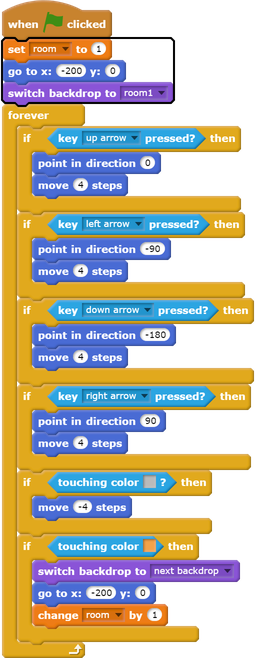 when clicked
set room to 1
go to x: -200 y: 0
switch backdrop to room1
forever
if key up arrow pressed? then
point in direction 0
move 4 steps
if key left arrow pressed? then
point in direction -90
move 4 steps
if key down arrow pressed? then
point in direction -180
move 4 steps
if key right arrow pressed? then
point in direction 90
move 4 steps
if touching color ? then
move -4 steps
if touching color then
switch backdrop to next backdrop
go to x: -200 y: 0
change room by 1